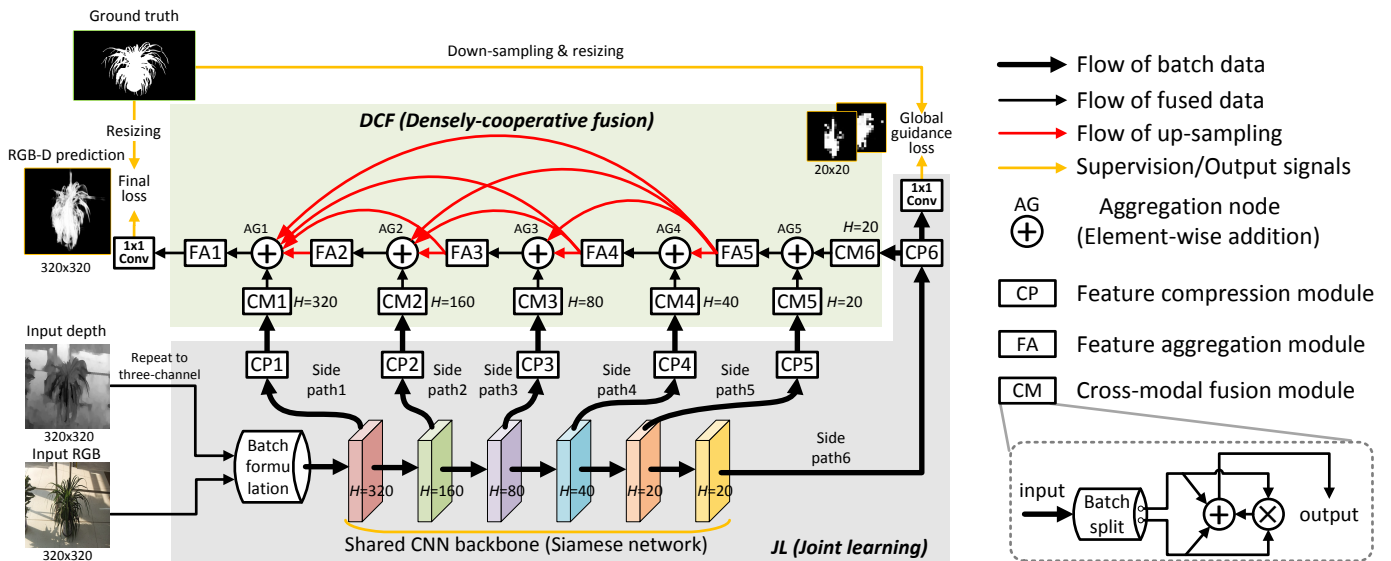 Ground truth
Down-sampling & resizing
Resizing
RGB-D prediction
Final
loss
320x320
DCF (Densely-cooperative fusion)
20x20
Global
guidance
loss
1x1
Conv
1x1
Conv
FA1
AG1
FA2
AG2
FA3
AG3
FA4
AG4
FA5
AG5
H=20
CM6
CP6
CM1
H=320
CM2
H=160
CM3
H=80
CM4
H=40
CM5
H=20
Input depth
Repeat to
three-channel
320x320
Input RGB
320x320
CP1
Side
path1
CP2
Side
path2
Side
path3
CP3
Side
path4
CP4
Side
path5
CP5
Side
path6
Batch
formu
lation
H=320
H=160
H=80
H=40
H=20
H=20
Shared CNN backbone (Siamese network)
JL (Joint learning)
Flow of batch data
Flow of fused data
Flow of up-sampling
Supervision/Output signals
AG
Aggregation node
(Element-wise addition)
CP
Feature compression module
FA
Feature aggregation module
CM
Cross-modal fusion module
input
Batch
split
output